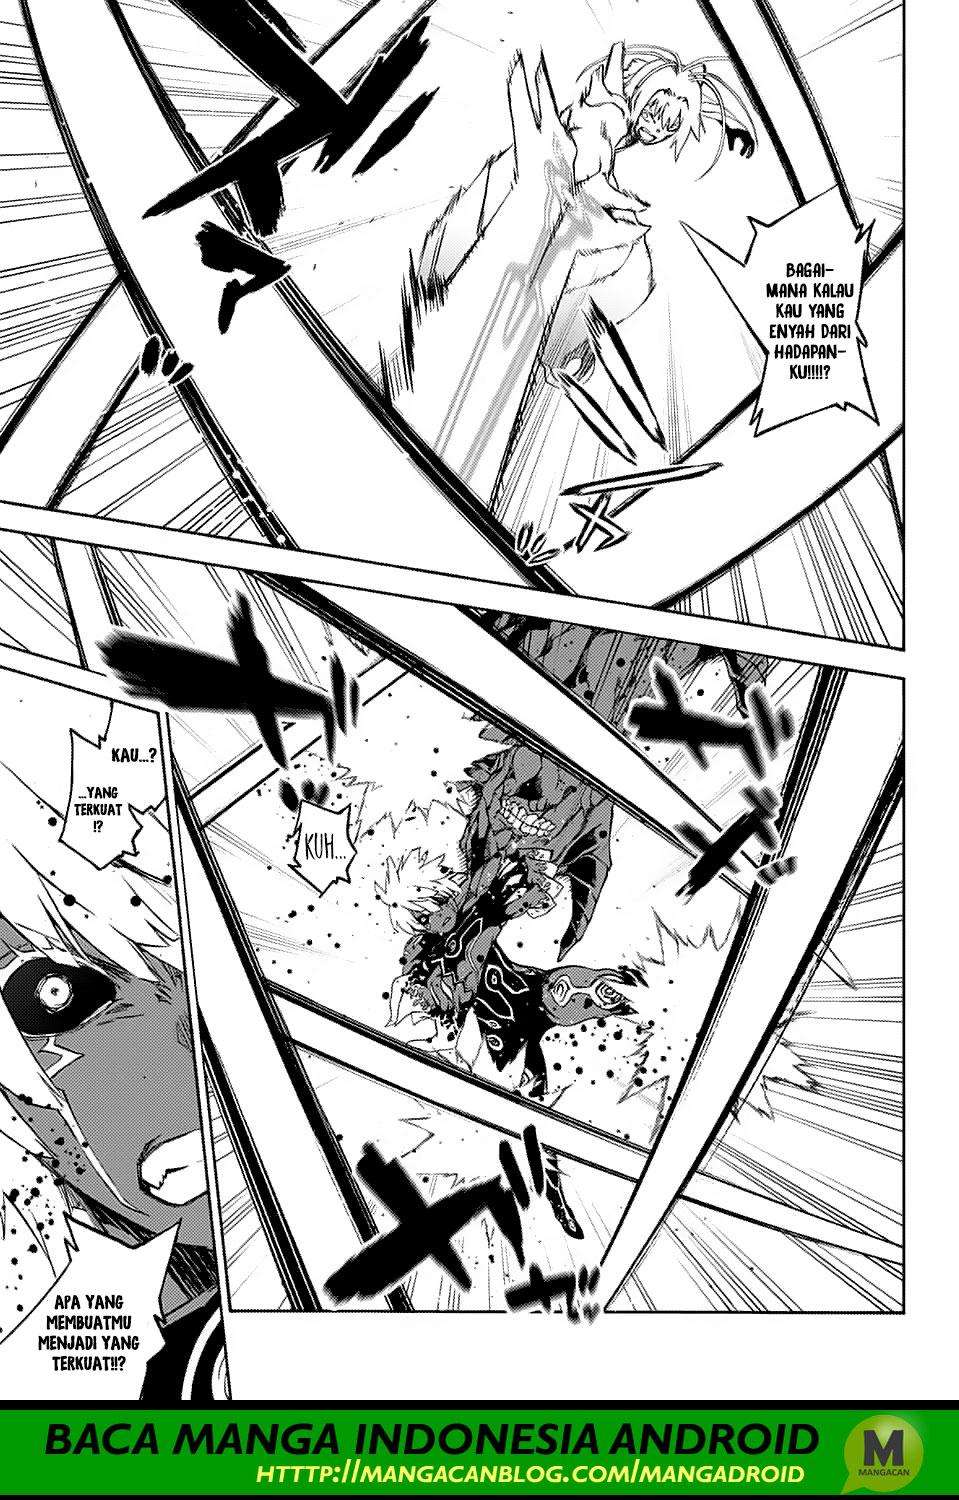 BAGAI-
MANA KALAU
KAU YANG
ENYAH DARI
HADAPAN-
KU!!!!?
KUH...
KAU...?
...YANG
TERKUAT
!?
APA YANG
MEMBUATMU
MENJADI YANG
TERKUAT!!?
BACA MANGA INDONESIA ANDROID
HTTTP://MANGACANBLOG.COM/MANGADROID
M
MANGACAN